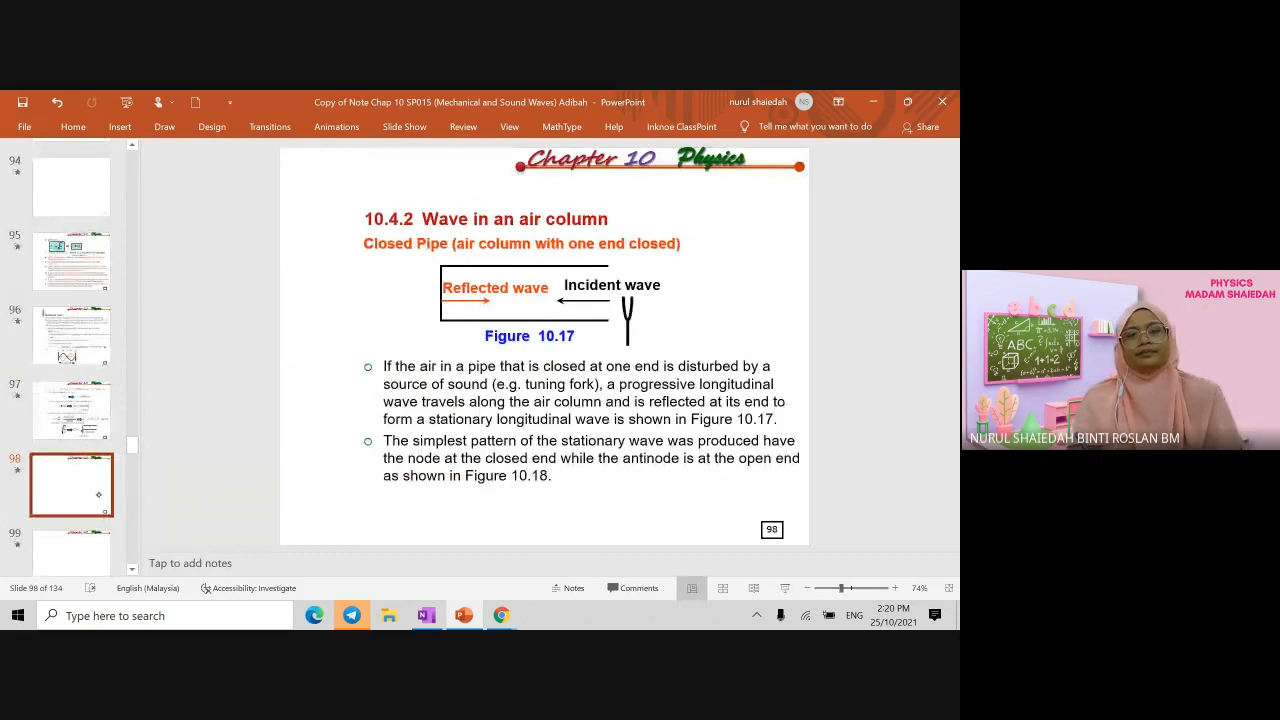 Copy of Note Chap 10 SP015 (Mechanical and Sound Waves) Adibah - PowerPoint
nurul shaiedah
NS
File Home Insert Draw Design Transitions Animations Slide Show Review View MathType Help Inknoe ClassPoint Tell me what you want to do Share
94
95
96
97
98
99
Chapter 10 Physics
10.4.2 Wave in an air column
Closed Pipe (air column with one end closed)
Reflected wave
Incident wave
Figure 10.17
If the air in a pipe that is closed at one end is disturbed by a
source of sound (e.g. tuning fork), a progressive longitudinal
wave travels along the air column and is reflected at its end to
form a stationary longitudinal wave is shown in Figure 10.17.
The simplest pattern of the stationary wave was produced have
the node at the closed end while the antinode is at the open end
as shown in Figure 10.18.
98
Tap to add notes
Slide 98 of 134 English (Malaysia) Accessibility: Investigate Notes Comments 74%
Type here to search
ENG
2:20 PM
25/10/2021
PHYSICS
MADAM SHAIEDAH
a b c d
ABC
1+1=2
NURUL SHAIEDAH BINTI ROSLAN BM